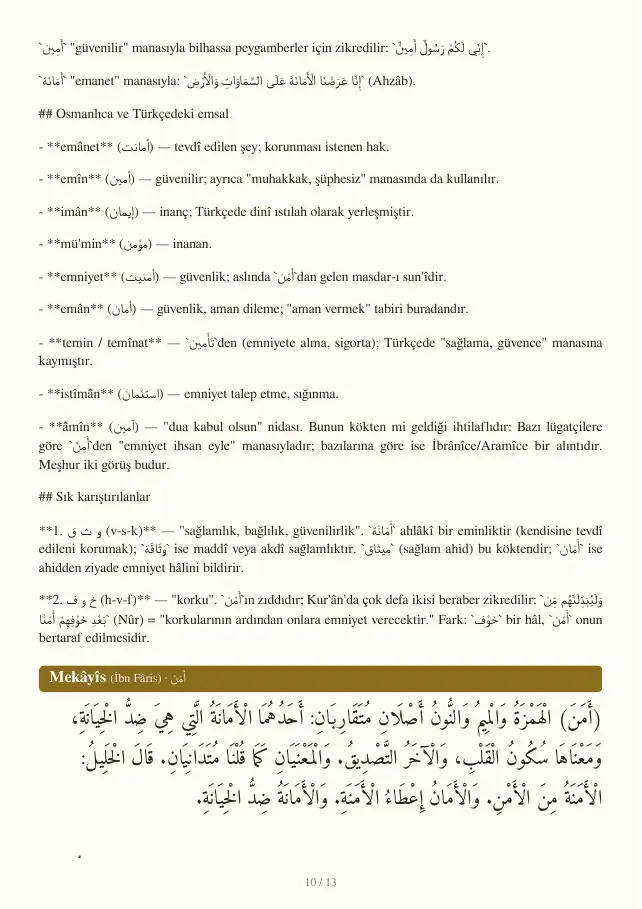 `أَمِين` "güvenilir" manasıyla bilhassa peygamberler için zikredilir: `إِنِّي لَكُمْ رَسُولٌ أَمِينٌ`.
`أَمَانَة` "emanet" manasıyla: `إِنَّا عَرَضْنَا الْأَمَانَةَ عَلَى السَّمَاوَاتِ وَالْأَرْضِ` (Ahzâb).
## Osmanlıca ve Türkçedeki emsal
- **emânet** (أمانت) — tevdî edilen şey; korunması istenen hak.
- **emîn** (أمين) — güvenilir; ayrıca "muhakkak, şüphesiz" manasında da kullanılır.
- **imân** (إيمان) — inanç; Türkçede dinî ıstılah olarak yerleşmiştir.
- **mü'min** (مؤمن) — inanan.
- **emniyet** (أمنيت) — güvenlik; aslında `أَمْن`dan gelen masdar-ı sun'îdir.
- **emân** (أمان) — güvenlik, aman dileme; "aman vermek" tabiri buradandır.
- **temin / temînat** — `تَأْمِين`den (emniyete alma, sigorta); Türkçede "sağlama, güvence" manasına
kaymıştır.
- **istîmân** (استئمان) — emniyet talep etme, sığınma.
- **âmîn** (آمين) — "dua kabul olsun" nidası. Bunun kökten mi geldiği ihtilaflıdır: Bazı lügatçilere
göre `أَمِنَ`den "emniyet ihsan eyle" manasıyladır; bazılarına göre ise İbrânîce/Aramîce bir alıntıdır.
Meşhur iki görüş budur.
## Sık karıştırılanlar
**1. و ث ق (v-s-k)** — "sağlamlık, bağlılık, güvenilirlik". `أَمَانَة` ahlâkî bir eminliktir (kendisine tevdî
edileni korumak); `وَثَاقَة` ise maddî veya akdî sağlamlıktır. `مِيثَاق` (sağlam ahid) bu köktendir; `أَمَان` ise
ahidden ziyade emniyet hâlini bildirir.
**2. خ و ف (h-v-f)** — "korku". `أَمْن`ın zıddıdır; Kur'ân'da çok defa ikisi beraber zikredilir: `وَلَيُبَدِّلَنَّهُم مِّن
بَعْدِ خَوْفِهِمْ أَمْنًا` (Nûr) = "korkularının ardından onlara emniyet verecektir." Fark: `خَوْف` bir hâl, `أَمْن` onun
bertaraf edilmesidir.
Mekâyîs (İbn Fâris) · أَمْن
(أَمَنَ) الْهَمْزَةُ وَالْمِيمُ وَالنُّونُ أَصْلَانِ مُتَقَارِبَانِ: أَحَدُهُمَا الْأَمَانَةُ الَّتِي هِيَ ضِدُّ الْخِيَانَةِ،
وَمَعْنَاهَا سُكُونُ الْقَلْبِ، وَالْآخَرُ التَّصْدِيقُ. وَالْمَعْنَيَانِ كَمَا قُلْنَا مُتَدَانِيَانِ. قَالَ الْخَلِيلُ:
الْأَمَنَةُ مِنَ الْأَمْنِ. وَالْأَمَانُ إِعْطَاءُ الْأَمَنَةِ. وَالْأَمَانَةُ ضِدُّ الْخِيَانَةِ.
10 / 13